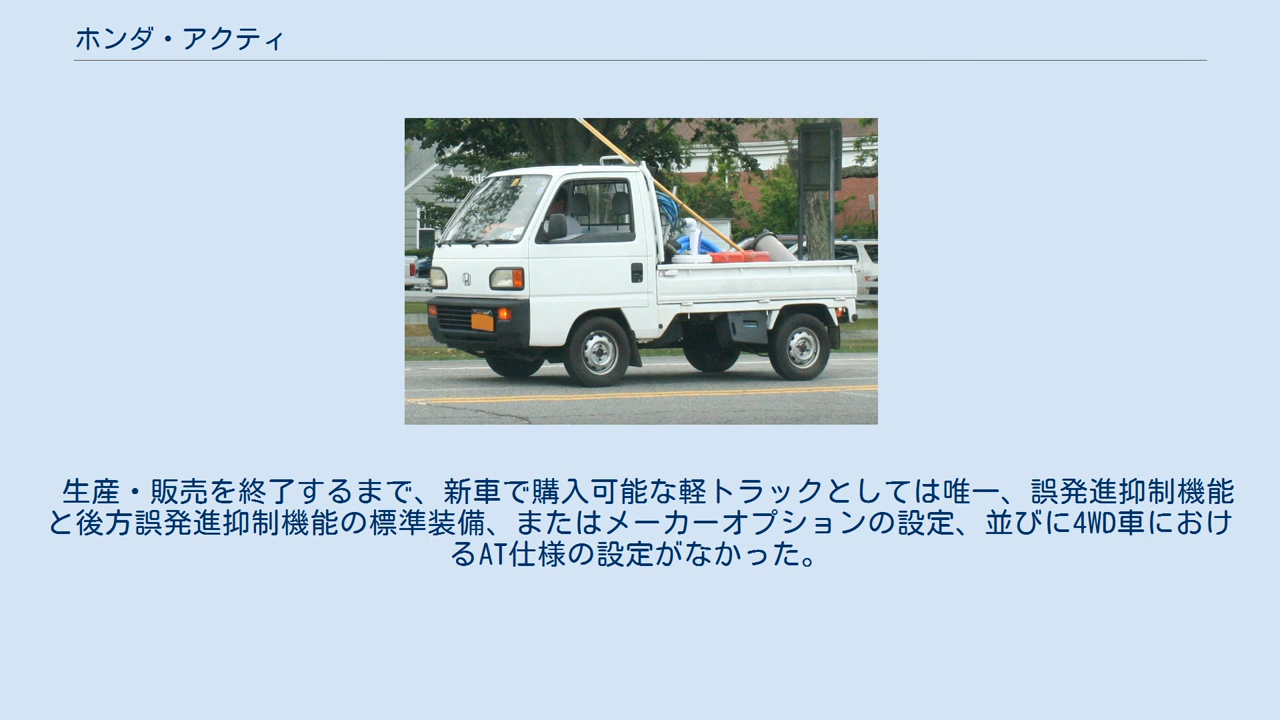 ホンダ・アクティ
生産・販売を終了するまで、新車で購入可能な軽トラックとしては唯一、誤発進抑制機能
と後方誤発進抑制機能の標準装備、またはメーカーオプションの設定、並びに4WD車におけ
るAT仕様の設定がなかった。